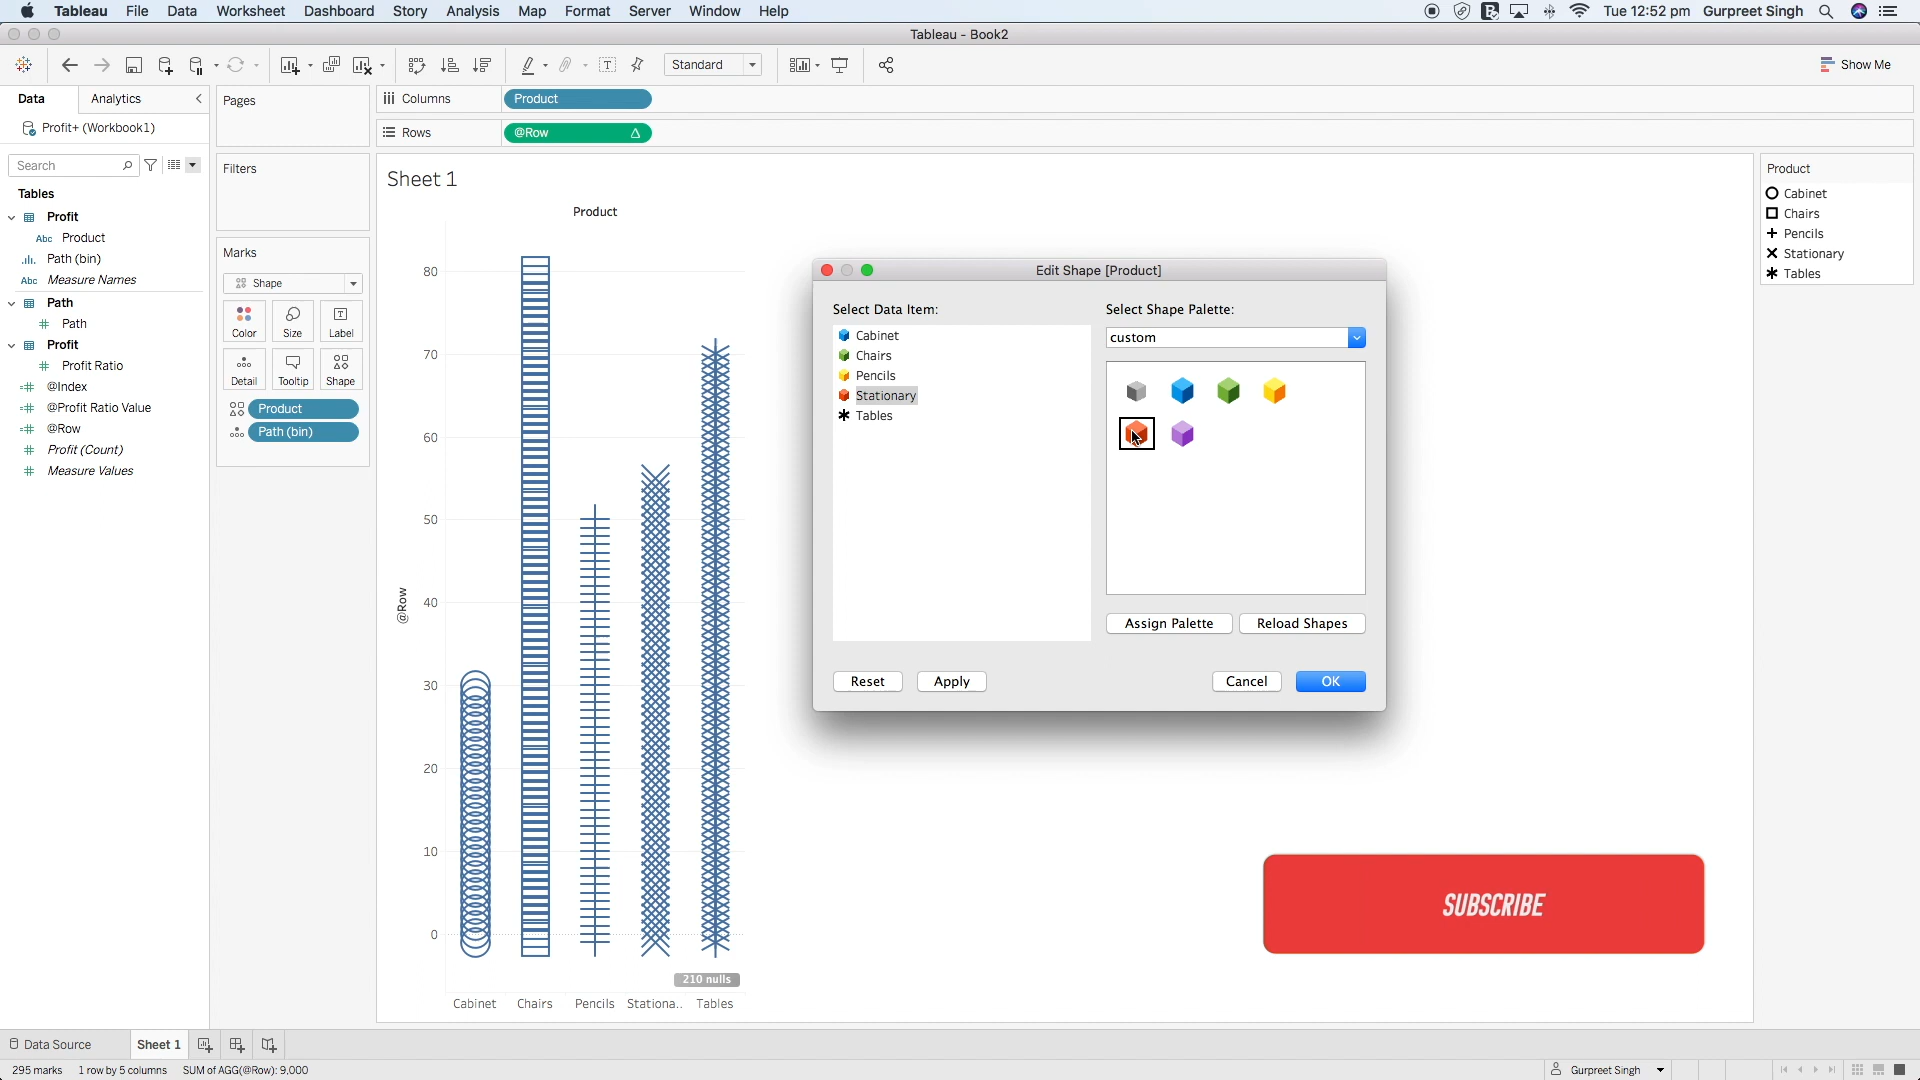 Tableau File Data Worksheet Dashboard Story Analysis Map Format Server Window Help
Tue 12:52 pm Gurpreet Singh
Tableau - Book2
Standard
Show Me
Data Analytics
Profit+ (Workbook1)
Search
Tables
Profit
Abc Product
Path (bin)
Abc Measure Names
Path
# Path
Profit
# Profit Ratio
=# @Index
=# @Profit Ratio Value
=# @Row
# Profit (Count)
# Measure Values
Pages
Filters
Marks
Shape
Color Size Label
Detail Tooltip Shape
Product
Path (bin)
Columns Product
Rows @Row
Sheet 1
Product
80
70
60
50
40
30
20
10
0
@Row
210 nulls
Cabinet Chairs Pencils Stationa.. Tables
Edit Shape [Product]
Select Data Item:
Cabinet
Chairs
Pencils
Stationary
Tables
Select Shape Palette:
custom
Assign Palette Reload Shapes
Reset Apply Cancel OK
Product
Cabinet
Chairs
Pencils
Stationary
Tables
SUBSCRIBE
Data Source Sheet 1
295 marks 1 row by 5 columns SUM of AGG(@Row): 9,000
Gurpreet Singh